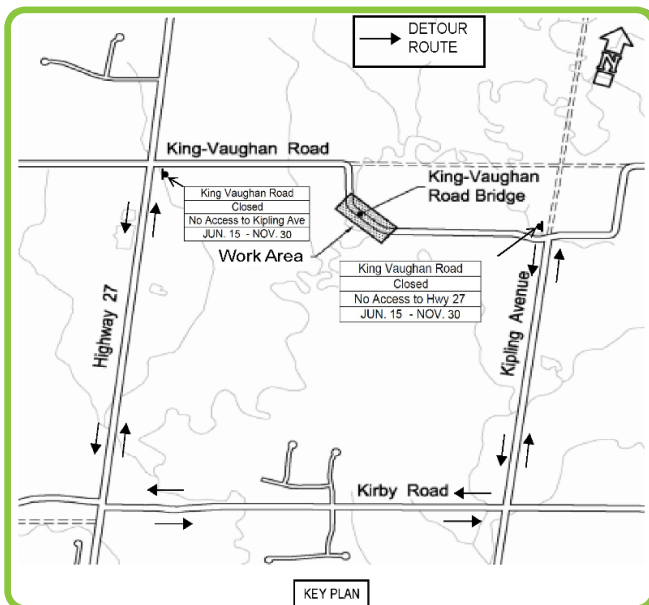 DETOUR
ROUTE
N
King-Vaughan Road
King-Vaughan
Road Bridge
King Vaughan Road
Closed
No Access to Kipling Ave
JUN. 15 - NOV. 30
Work Area
King Vaughan Road
Closed
No Access to Hwy 27
JUN. 15 - NOV. 30
Highway 27
Kipling Avenue
Kirby Road
KEY PLAN